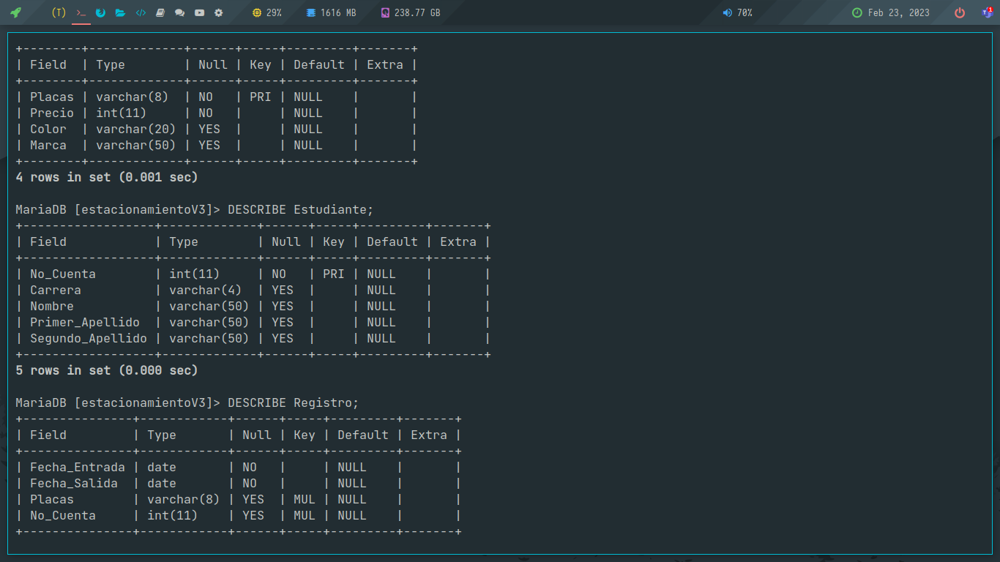 (T) >_ </> 29% 1616 MB 238.77 GB 70% Feb 23, 2023 T 1
+--------+-------------+------+-----+---------+-------+
| Field  | Type        | Null | Key | Default | Extra |
+--------+-------------+------+-----+---------+-------+
| Placas | varchar(8)  | NO   | PRI | NULL    |       |
| Precio | int(11)     | NO   |     | NULL    |       |
| Color  | varchar(20) | YES  |     | NULL    |       |
| Marca  | varchar(50) | YES  |     | NULL    |       |
+--------+-------------+------+-----+---------+-------+
4 rows in set (0.001 sec)
MariaDB [estacionamientoV3]> DESCRIBE Estudiante;
+------------------+-------------+------+-----+---------+-------+
| Field            | Type        | Null | Key | Default | Extra |
+------------------+-------------+------+-----+---------+-------+
| No_Cuenta        | int(11)     | NO   | PRI | NULL    |       |
| Carrera          | varchar(4)  | YES  |     | NULL    |       |
| Nombre           | varchar(50) | YES  |     | NULL    |       |
| Primer_Apellido  | varchar(50) | YES  |     | NULL    |       |
| Segundo_Apellido | varchar(50) | YES  |     | NULL    |       |
+------------------+-------------+------+-----+---------+-------+
5 rows in set (0.000 sec)
MariaDB [estacionamientoV3]> DESCRIBE Registro;
+---------------+------------+------+-----+---------+-------+
| Field         | Type       | Null | Key | Default | Extra |
+---------------+------------+------+-----+---------+-------+
| Fecha_Entrada | date       | NO   |     | NULL    |       |
| Fecha_Salida  | date       | NO   |     | NULL    |       |
| Placas        | varchar(8) | YES  | MUL | NULL    |       |
| No_Cuenta     | int(11)    | YES  | MUL | NULL    |       |
+---------------+------------+------+-----+---------+-------+